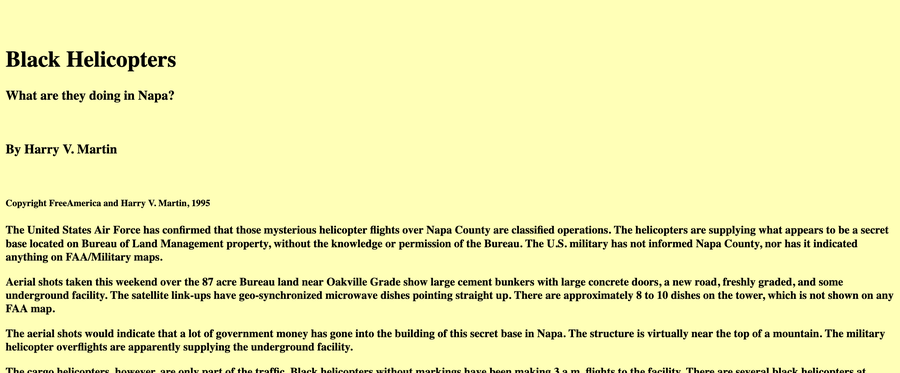 Black Helicopters
What are they doing in Napa?
By Harry V. Martin
Copyright FreeAmerica and Harry V. Martin, 1995
The United States Air Force has confirmed that those mysterious helicopter flights over Napa County are classified operations. The helicopters are supplying what appears to be a secret
base located on Bureau of Land Management property, without the knowledge or permission of the Bureau. The U.S. military has not informed Napa County, nor has it indicated
anything on FAA/Military maps.
Aerial shots taken this weekend over the 87 acre Bureau land near Oakville Grade show large cement bunkers with large concrete doors, a new road, freshly graded, and some
underground facility. The satellite link-ups have geo-synchronized microwave dishes pointing straight up. There are approximately 8 to 10 dishes on the tower, which is not shown on any
FAA map.
The aerial shots would indicate that a lot of government money has gone into the building of this secret base in Napa. The structure is virtually near the top of a mountain. The military
helicopter overflights are apparently supplying the underground facility.
The cargo helicopters, however, are only part of the traffic. Black helicopters without markings have been making 3 a.m. flights to the facility. There are several black helicopters at